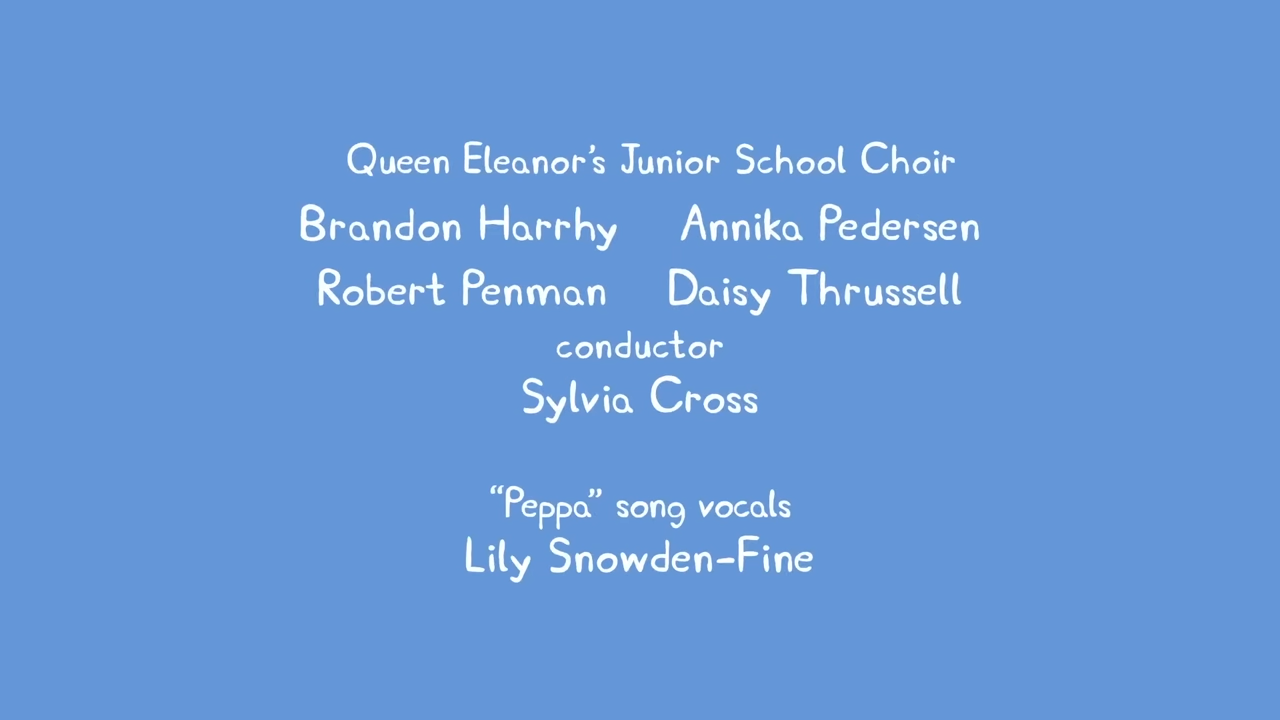 Queen Eleanor’s Junior School Choir
Brandon Harrhy Annika Pedersen
Robert Penman Daisy Thrussell
conductor
Sylvia Cross
“Peppa” song vocals
Lily Snowden-Fine